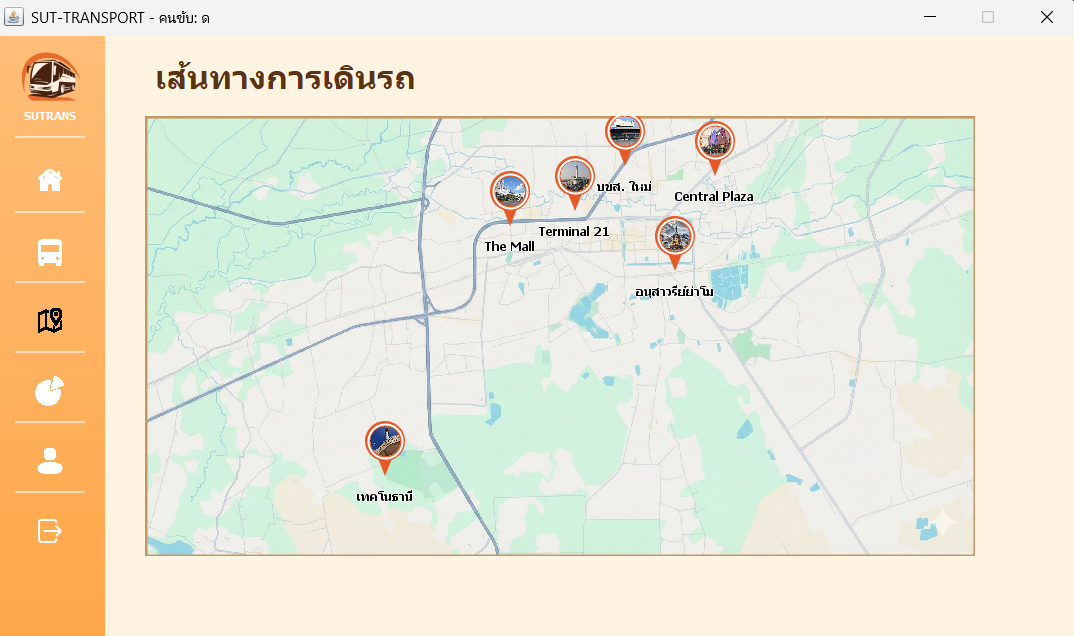 SUT-TRANSPORT - คนขับ: ด
SUTRANS
เส้นทางการเดินรถ
บขส. ใหม่
Central Plaza
Terminal 21
The Mall
อนุสาวรีย์ย่าโม
เทคโนธานี